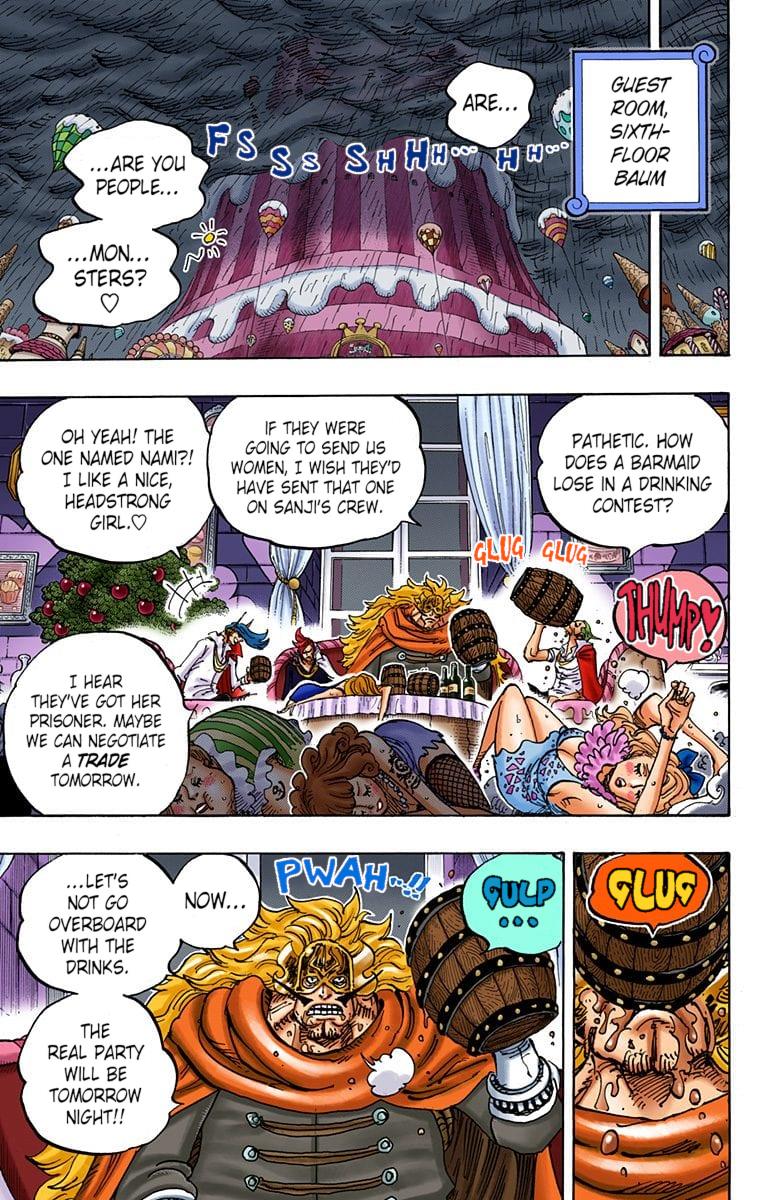 GUEST
ROOM,
SIXTH-
FLOOR
BAUM
ARE...
FSSSSHHH... HH...
...ARE YOU
PEOPLE...
...MON...
STERS?
♡
PATHETIC. HOW
DOES A BARMAID
LOSE IN A DRINKING
CONTEST?
THUMP♥!
GLUG GLUG
IF THEY WERE
GOING TO SEND US
WOMEN, I WISH THEY'D
HAVE SENT THAT ONE
ON SANJI'S CREW.
OH YEAH! THE
ONE NAMED NAMI?!
I LIKE A NICE,
HEADSTRONG
GIRL.♡
I HEAR
THEY'VE GOT HER
PRISONER. MAYBE
WE CAN NEGOTIATE
A TRADE
TOMORROW.
GLUG
GULP
...
PWAH...!!
NOW...
...LET'S
NOT GO
OVERBOARD
WITH THE
DRINKS.
THE
REAL PARTY
WILL BE
TOMORROW
NIGHT!!